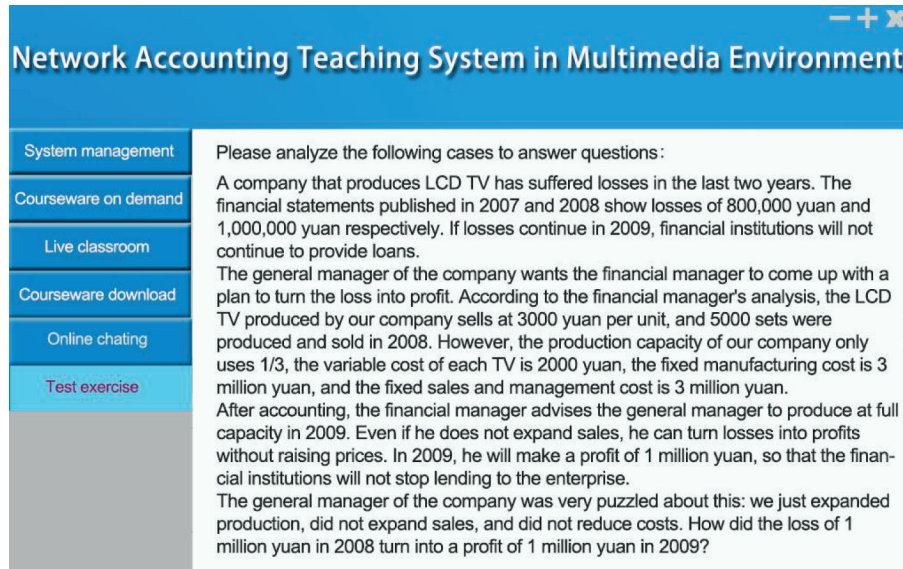 Network Accounting Teaching System in Multimedia Environment
System management
Courseware on demand
Live classroom
Courseware download
Online chating
Test exercise
Please analyze the following cases to answer questions:
A company that produces LCD TV has suffered losses in the last two years. The
financial statements published in 2007 and 2008 show losses of 800,000 yuan and
1,000,000 yuan respectively. If losses continue in 2009, financial institutions will not
continue to provide loans.
The general manager of the company wants the financial manager to come up with a
plan to turn the loss into profit. According to the financial manager's analysis, the LCD
TV produced by our company sells at 3000 yuan per unit, and 5000 sets were
produced and sold in 2008. However, the production capacity of our company only
uses 1/3, the variable cost of each TV is 2000 yuan, the fixed manufacturing cost is 3
million yuan, and the fixed sales and management cost is 3 million yuan.
After accounting, the financial manager advises the general manager to produce at full
capacity in 2009. Even if he does not expand sales, he can turn losses into profits
without raising prices. In 2009, he will make a profit of 1 million yuan, so that the finan-
cial institutions will not stop lending to the enterprise.
The general manager of the company was very puzzled about this: we just expanded
production, did not expand sales, and did not reduce costs. How did the loss of 1
million yuan in 2008 turn into a profit of 1 million yuan in 2009?